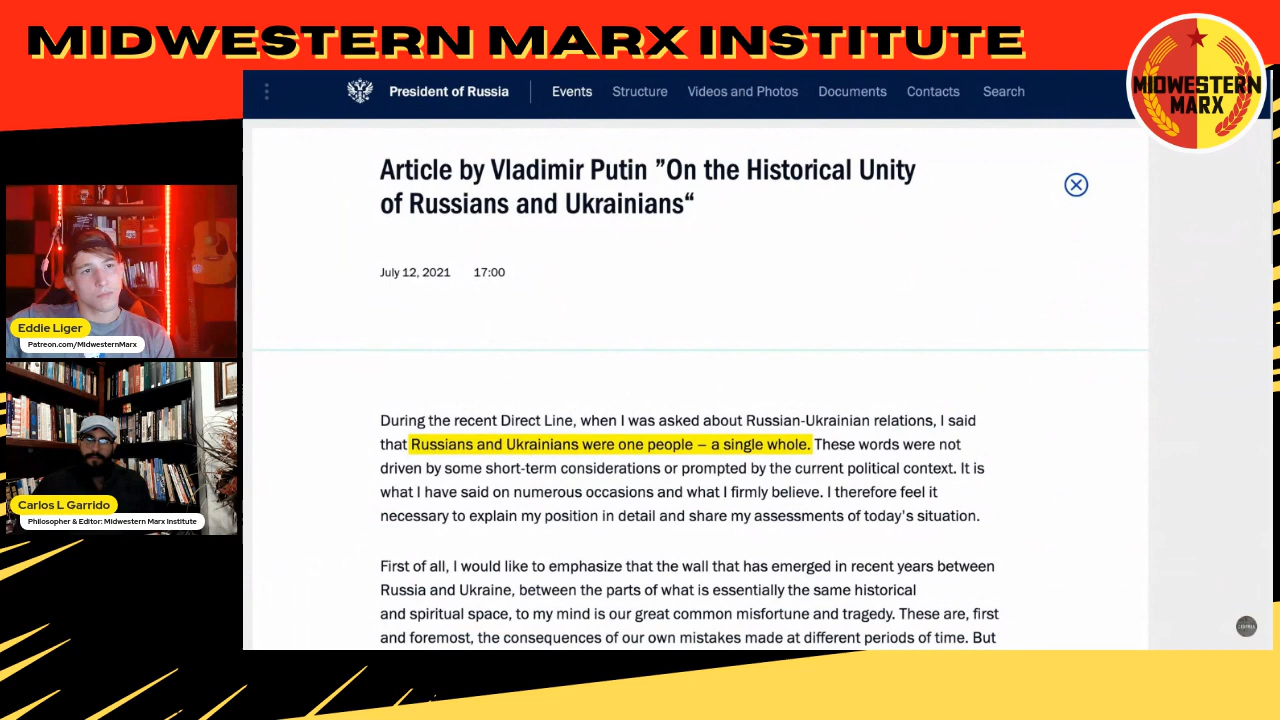 MIDWESTERN MARX INSTITUTE
MIDWESTERN
MARX
President of Russia
Events
Structure
Videos and Photos
Documents
Contacts
Search
Article by Vladimir Putin ”On the Historical Unity
of Russians and Ukrainians“
July 12, 2021 17:00
Eddie Liger
Patreon.com/MidwesternMarx
Carlos L Garrido
Philosopher & Editor: Midwestern Marx Institute
During the recent Direct Line, when I was asked about Russian-Ukrainian relations, I said
that Russians and Ukrainians were one people – a single whole. These words were not
driven by some short-term considerations or prompted by the current political context. It is
what I have said on numerous occasions and what I firmly believe. I therefore feel it
necessary to explain my position in detail and share my assessments of today's situation.
First of all, I would like to emphasize that the wall that has emerged in recent years between
Russia and Ukraine, between the parts of what is essentially the same historical
and spiritual space, to my mind is our great common misfortune and tragedy. These are, first
and foremost, the consequences of our own mistakes made at different periods of time. But